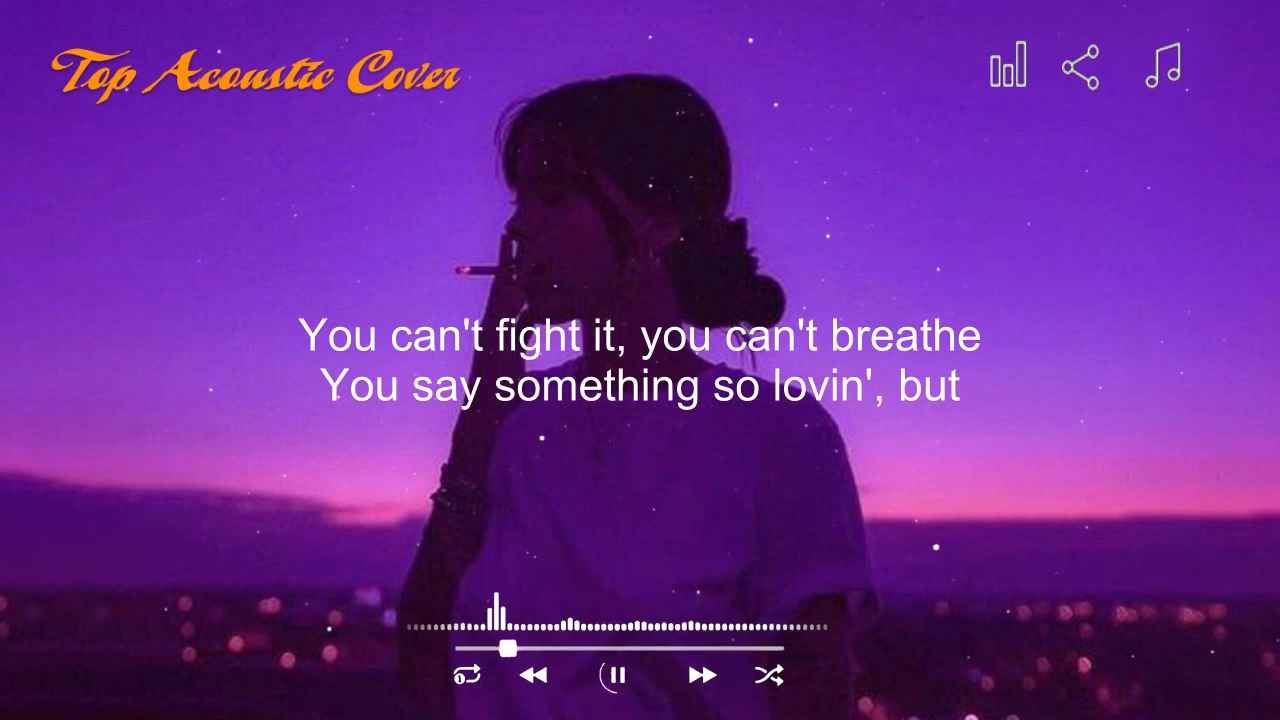 Top Acoustic Cover
You can't fight it, you can't breathe
You say something so lovin', but